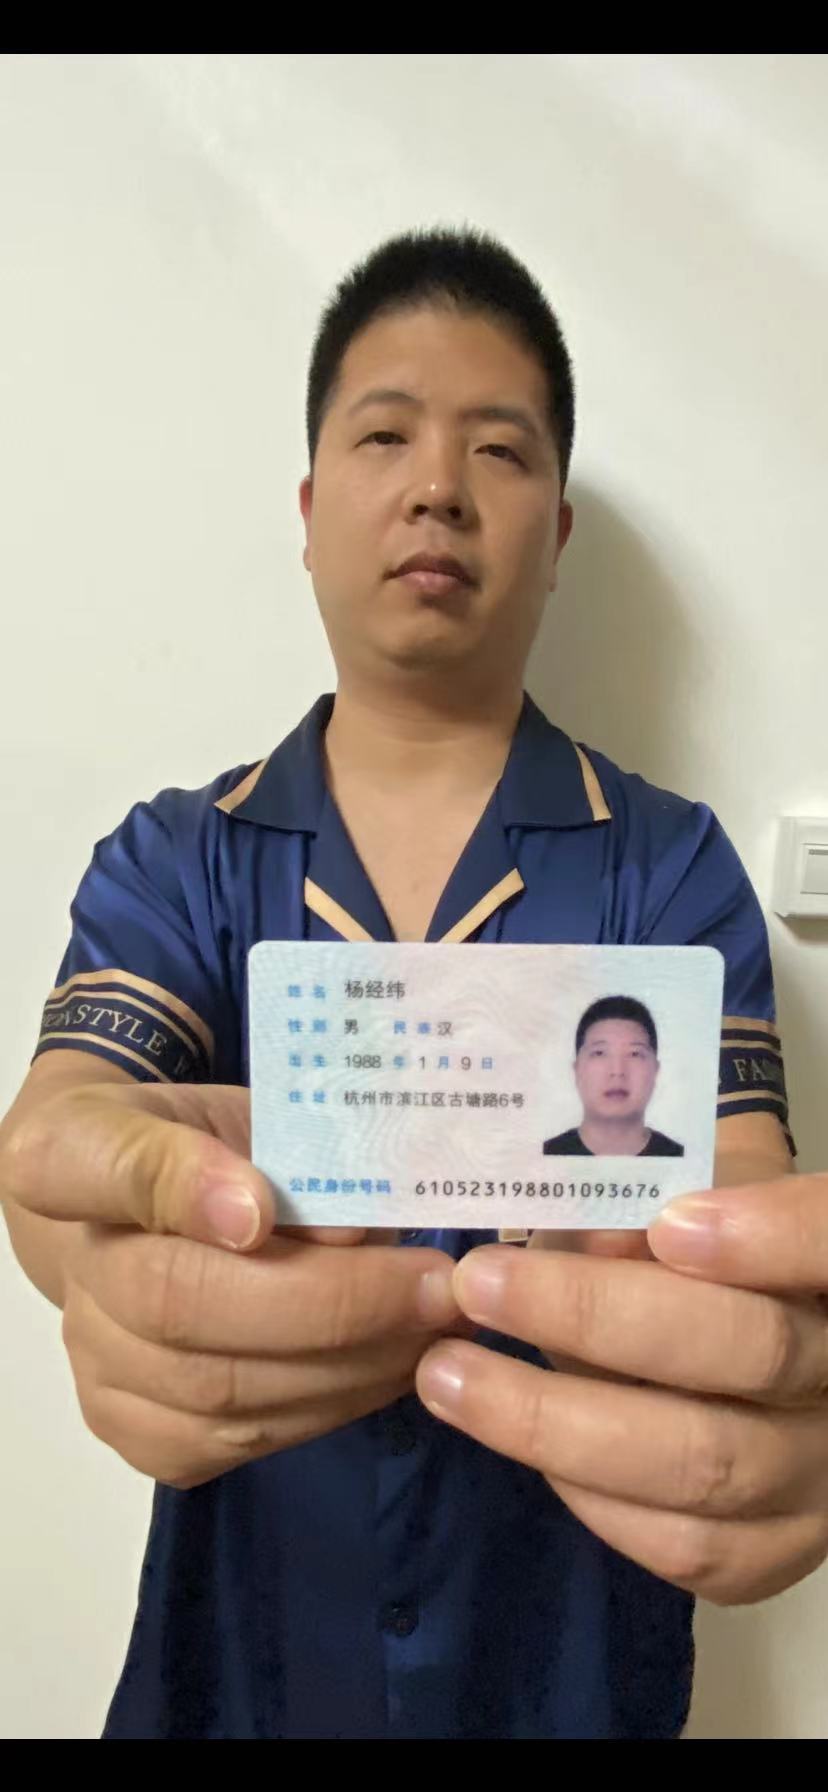 STYLE
FAS
姓名 杨经纬
性别 男 民族 汉
出生 1988 年 1 月 9 日
住址 杭州市滨江区古塘路6号
公民身份号码 610523198801093676